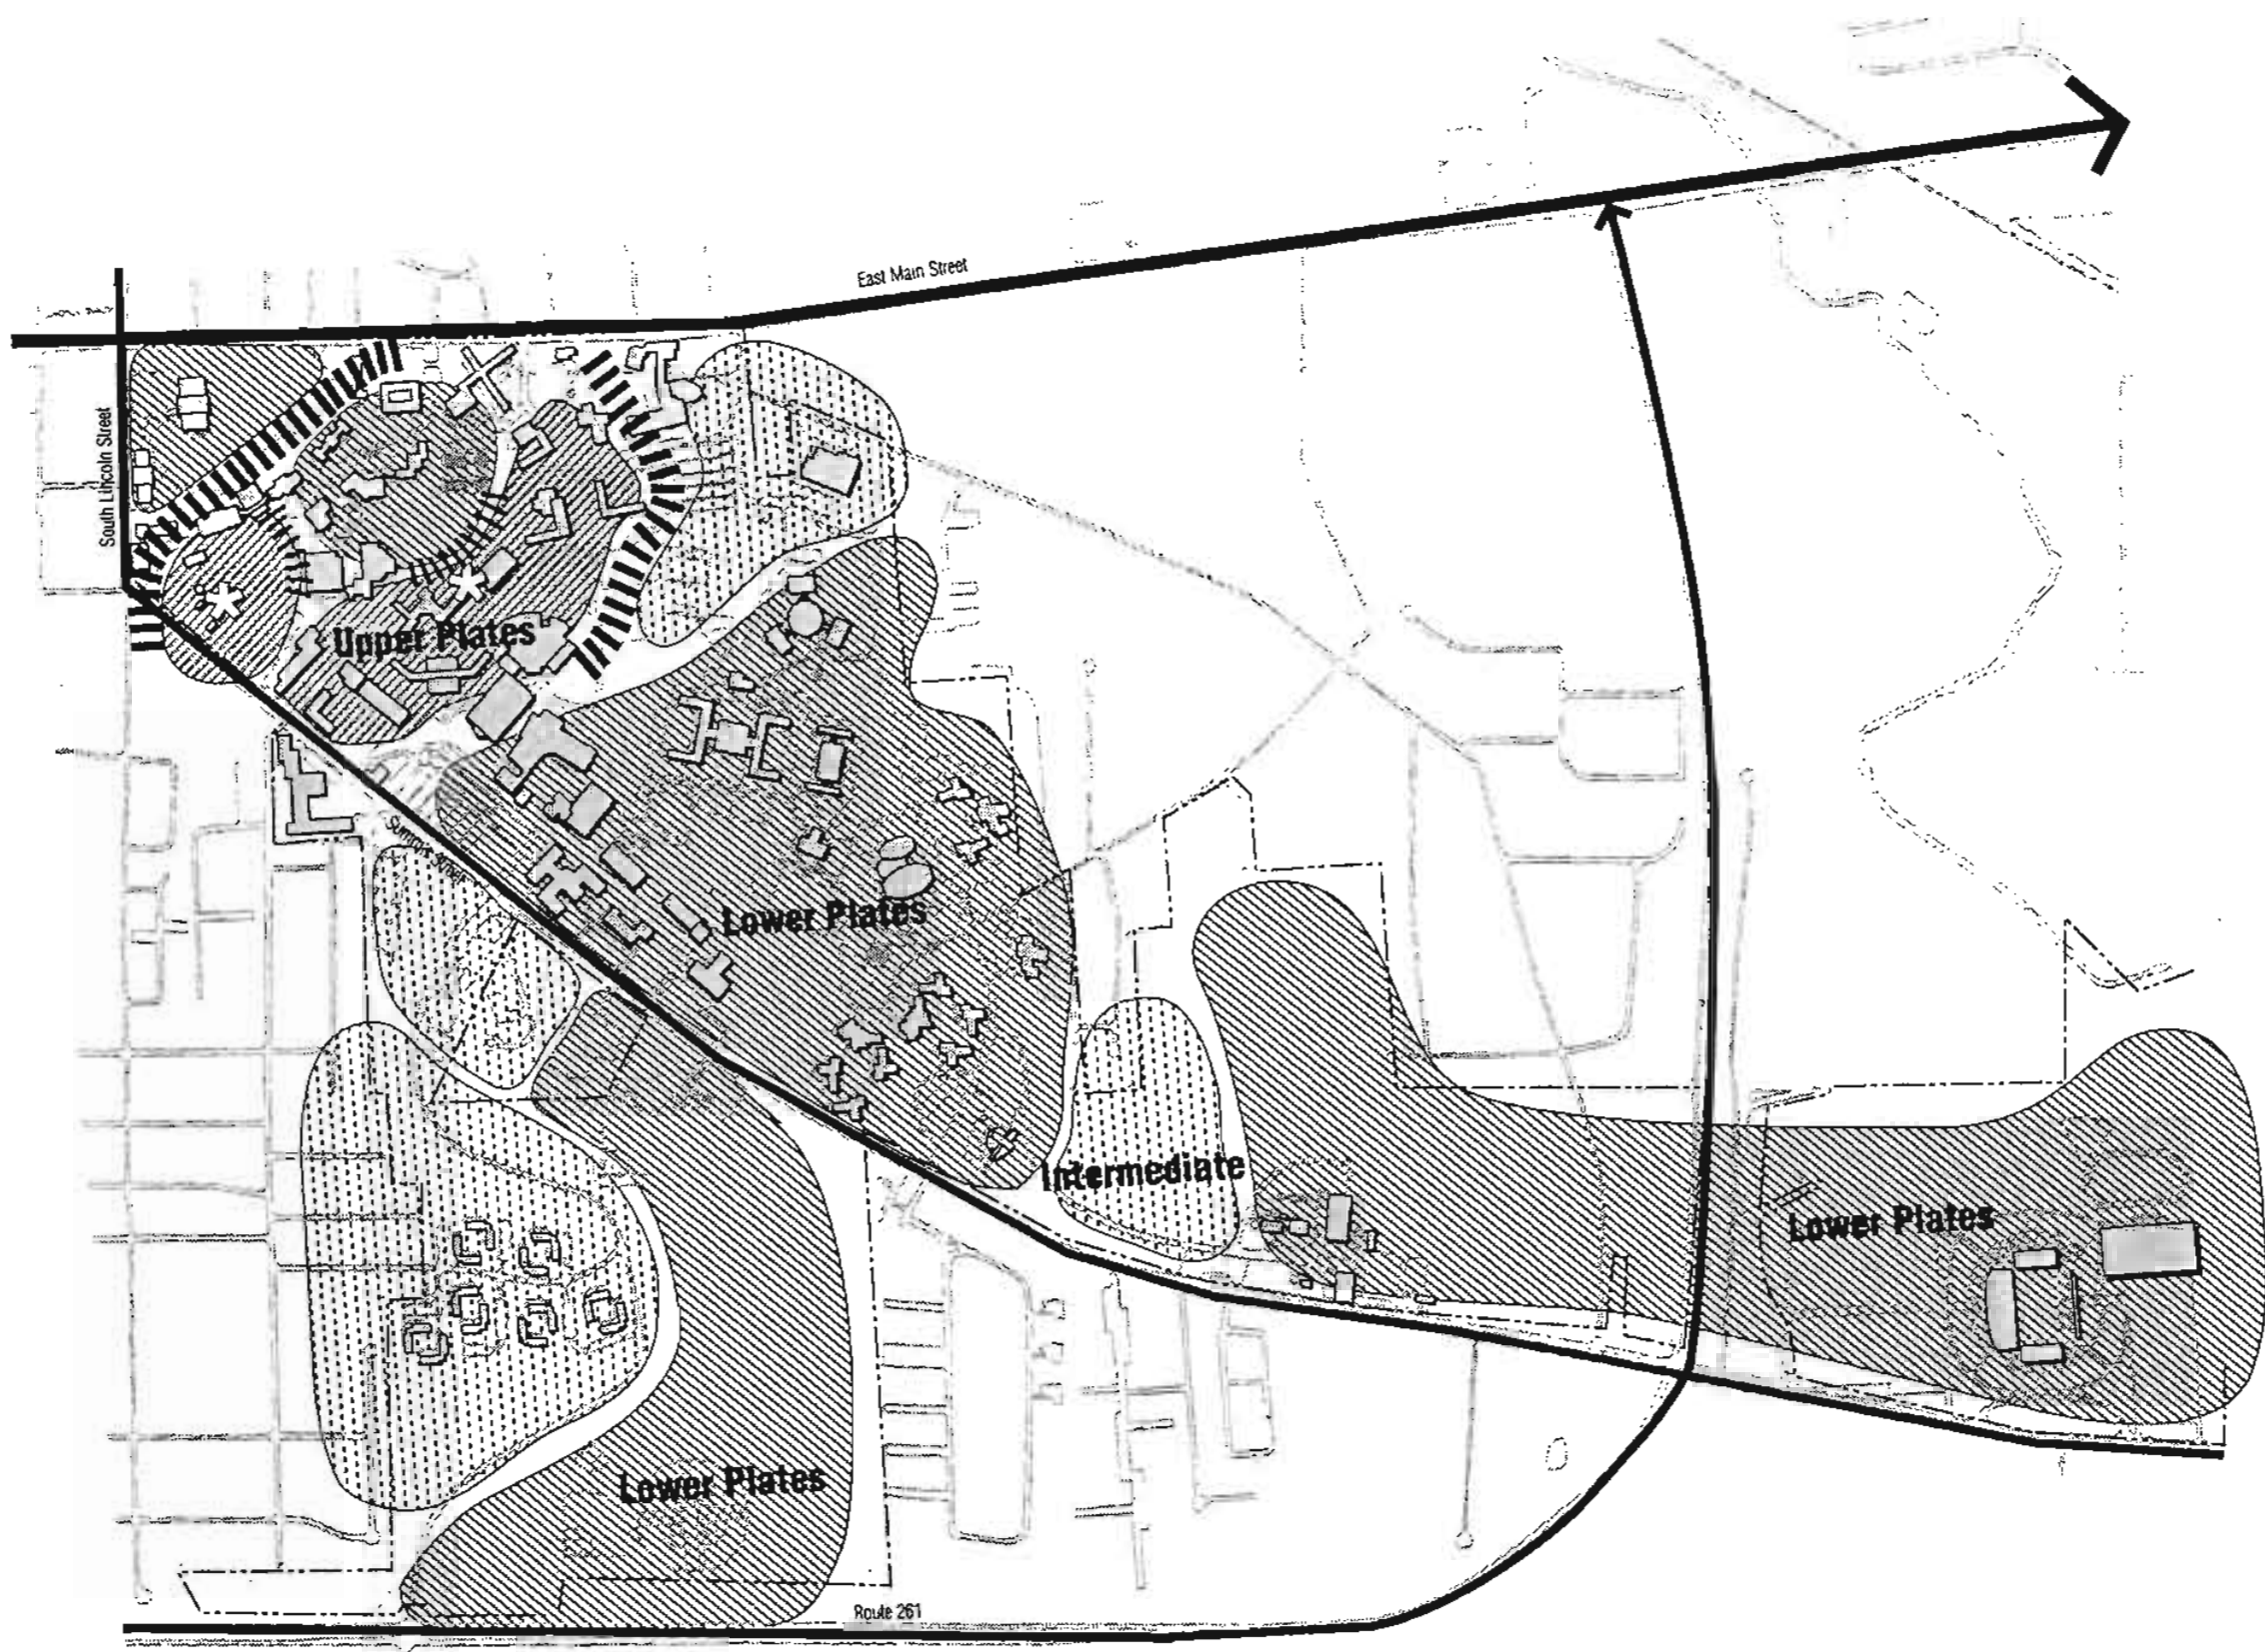 East Main Street
South Lincoln Street
Upper Plates
Summit Street
Lower Plates
Intermediate
Lower Plates
Lower Plates
Route 261